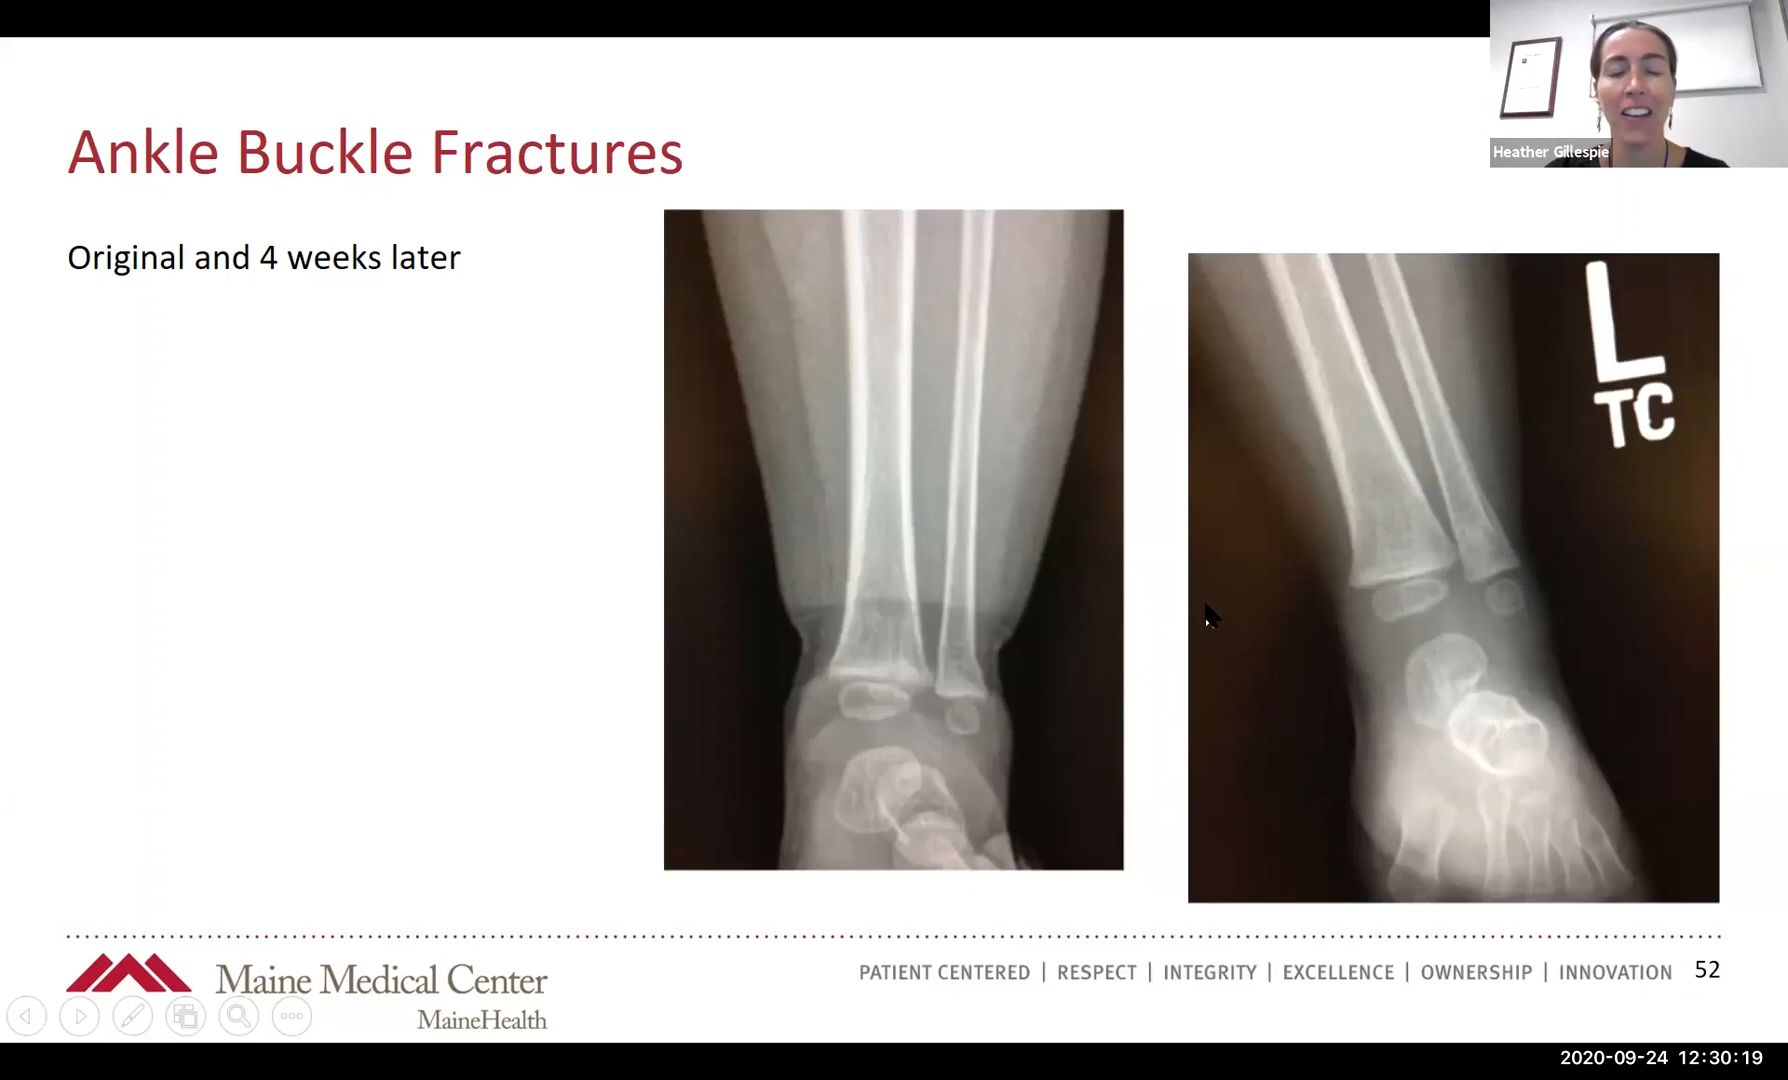 Ankle Buckle Fractures
Heather Gillespie
Original and 4 weeks later
L
TC
Maine Medical Center
MaineHealth
PATIENT CENTERED | RESPECT | INTEGRITY | EXCELLENCE | OWNERSHIP | INNOVATION 52
2020-09-24 12:30:19